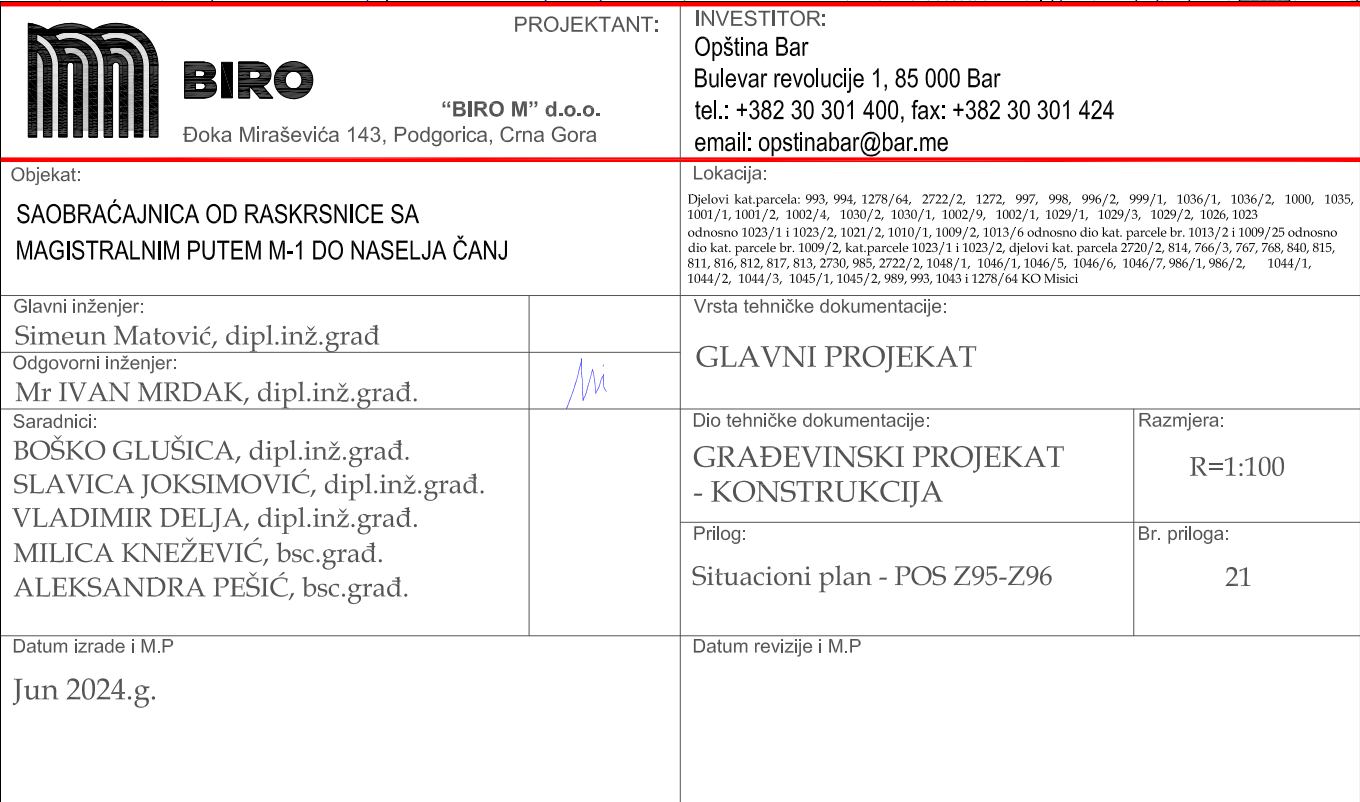 PROJEKTANT:
BIRO
“BIRO M” d.o.o.
Đoka Miraševića 143, Podgorica, Crna Gora
INVESTITOR:
Opština Bar
Bulevar revolucije 1, 85 000 Bar
tel.: +382 30 301 400, fax: +382 30 301 424
email: opstinabar@bar.me
Objekat:
SAOBRAĆAJNICA OD RASKRSNICE SA
MAGISTRALNIM PUTEM M-1 DO NASELJA ČANJ
Lokacija:
Djelovi kat.parcela: 993, 994, 1278/64, 2722/2, 1272, 997, 998, 996/2, 999/1, 1036/1, 1036/2, 1000, 1035,
1001/1, 1001/2, 1002/4, 1030/2, 1030/1, 1002/9, 1002/1, 1029/1, 1029/3, 1029/2, 1026, 1023
odnosno 1023/1 i 1023/2, 1021/2, 1010/1, 1009/2, 1013/6 odnosno dio kat. parcele br. 1013/2 i 1009/25 odnosno
dio kat. parcele br. 1009/2, kat.parcele 1023/1 i 1023/2, djelovi kat. parcela 2720/2, 814, 766/3, 767, 768, 840, 815,
811, 816, 812, 817, 813, 2730, 985, 2722/2, 1048/1, 1046/1, 1046/5, 1046/6, 1046/7, 986/1, 986/2, 1044/1,
1044/2, 1044/3, 1045/1, 1045/2, 989, 993, 1043 i 1278/64 KO Misici
Glavni inženjer:
Simeun Matović, dipl.inž.građ
Odgovorni inženjer:
Mr IVAN MRDAK, dipl.inž.građ.
Saradnici:
BOŠKO GLUŠICA, dipl.inž.građ.
SLAVICA JOKSIMOVIĆ, dipl.inž.građ.
VLADIMIR DELJA, dipl.inž.građ.
MILICA KNEŽEVIĆ, bsc.građ.
ALEKSANDRA PEŠIĆ, bsc.građ.
Vrsta tehničke dokumentacije:
GLAVNI PROJEKAT
Dio tehničke dokumentacije:
GRAĐEVINSKI PROJEKAT
- KONSTRUKCIJA
Razmjera:
R=1:100
Prilog:
Situacioni plan - POS Z95-Z96
Br. priloga:
21
Datum izrade i M.P
Jun 2024.g.
Datum revizije i M.P